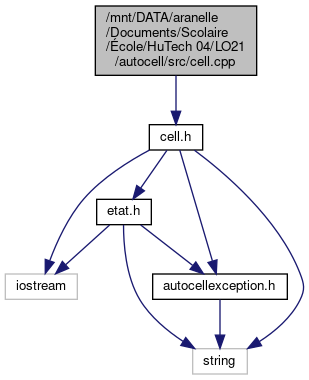 /mnt/DATA/aranelle
/Documents/Scolaire
/École/HuTech 04/LO21
/autocell/src/cell.cpp
cell.h
etat.h
iostream
autocellexception.h
string